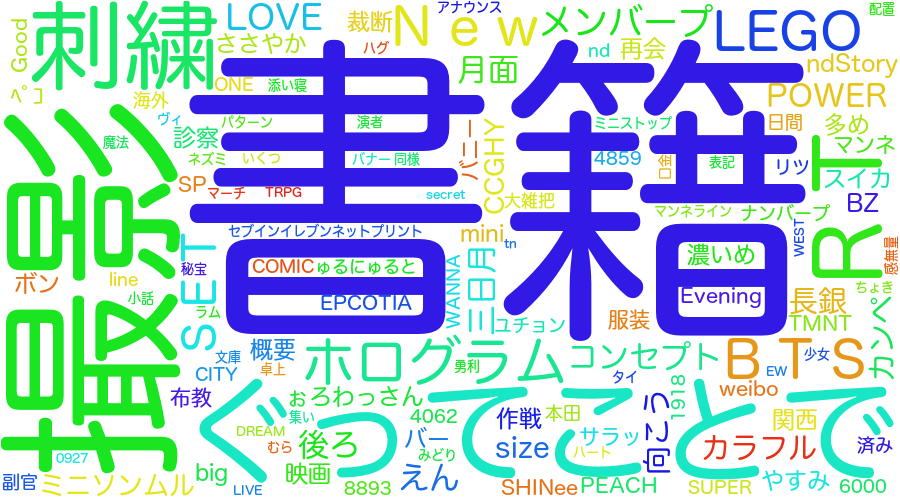 書籍
撮影
刺繍
ぐってことで
ホログラム
New
メンバープ
LEGO
LOVE
Good
アナウンス
配置
裁断
ハグ
ささやか
月面
nd
再会
ndStory
POWER
ペコ
ONE
添い寝
海外
ヴィ
パターン
演者
ミニストップ
日間
多め
魔法
診察
ネズミ
いくつ
バナー
同様
バニー
CCGHY
4859
口金
表記
リツ
マンネ
RT
スイカ
SP
マーチ
TRPG
secret
大雑把
マンネライン
ナンバープ
BZ
セブインイレブンネットプリント
mini
tn
WEST
感無量
SET
秘宝
COMIC
ゅるにゅると
濃いめ
ボン
line
小話
EPCOTIA
WANNA
三日月
Evening
ちょき
ラム
ユチョン
服装
長銀
TMNT
カンペ
文庫
概要
卓上
CITY
勇利
コンセプト
BTS
少女
EW
タイ
weibo
布教
ぉろわっさん
集い
4062
作戦
本田
1918
向こう
関西
済み
DREAM
むら
後ろ
バー
みどり
サラッ
ハート
カラフル
0927
副官
ミニソンムル
big
映画
えん
size
LIVE
8893
SHINee
PEACH
SUPER
やすみ
6000